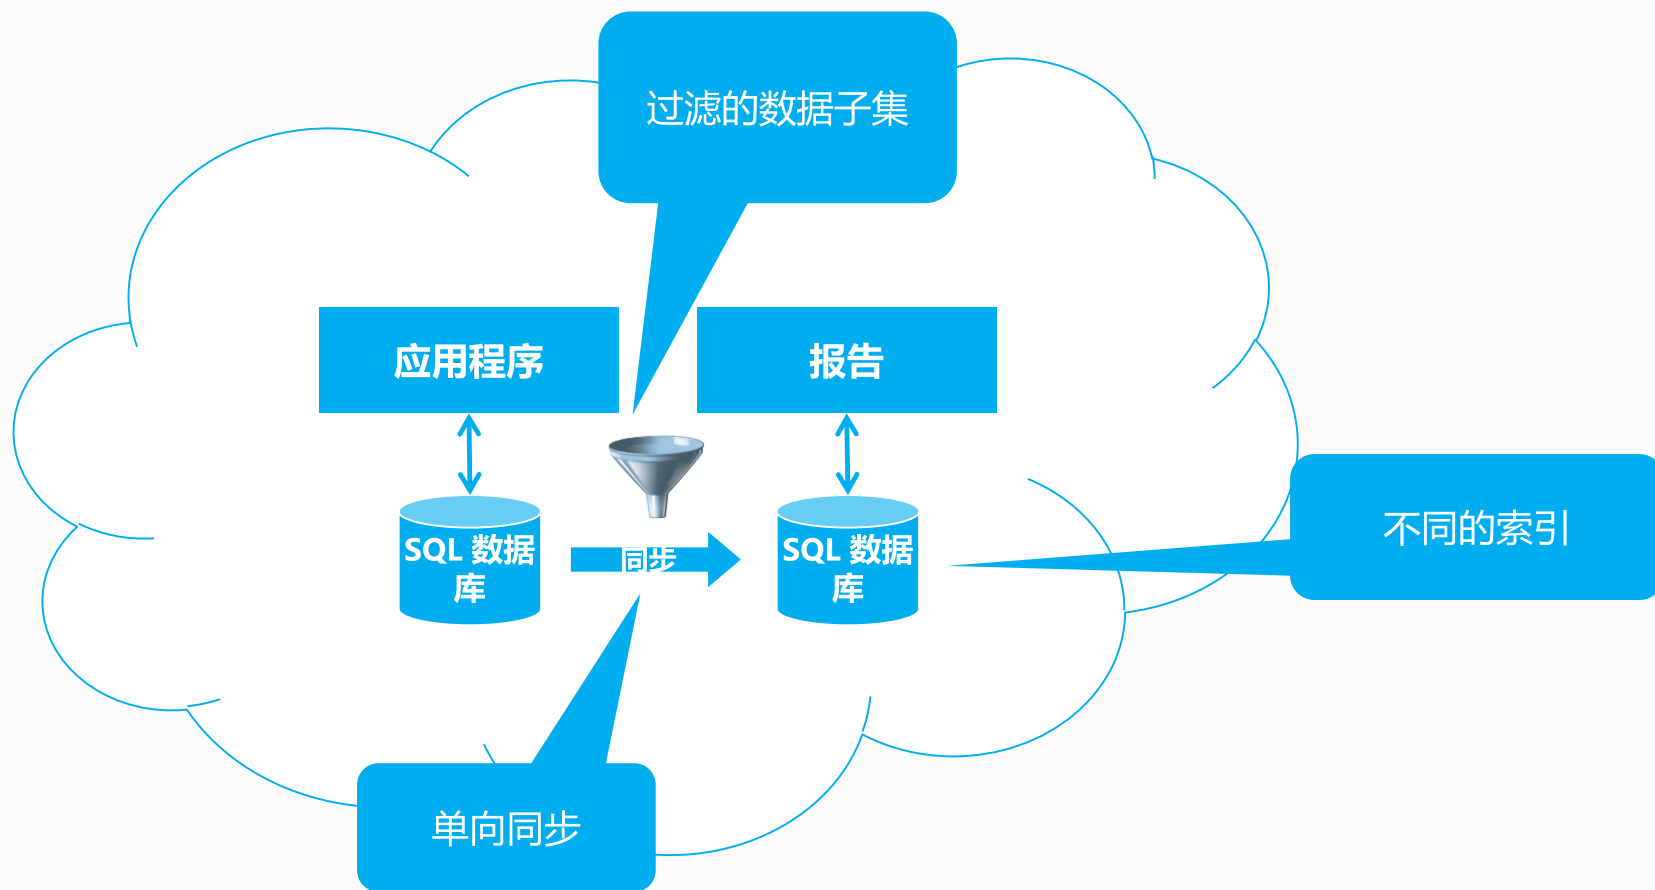 过滤的数据子集
应用程序
报告
SQL 数据
库
同步
SQL 数据
库
不同的索引
单向同步